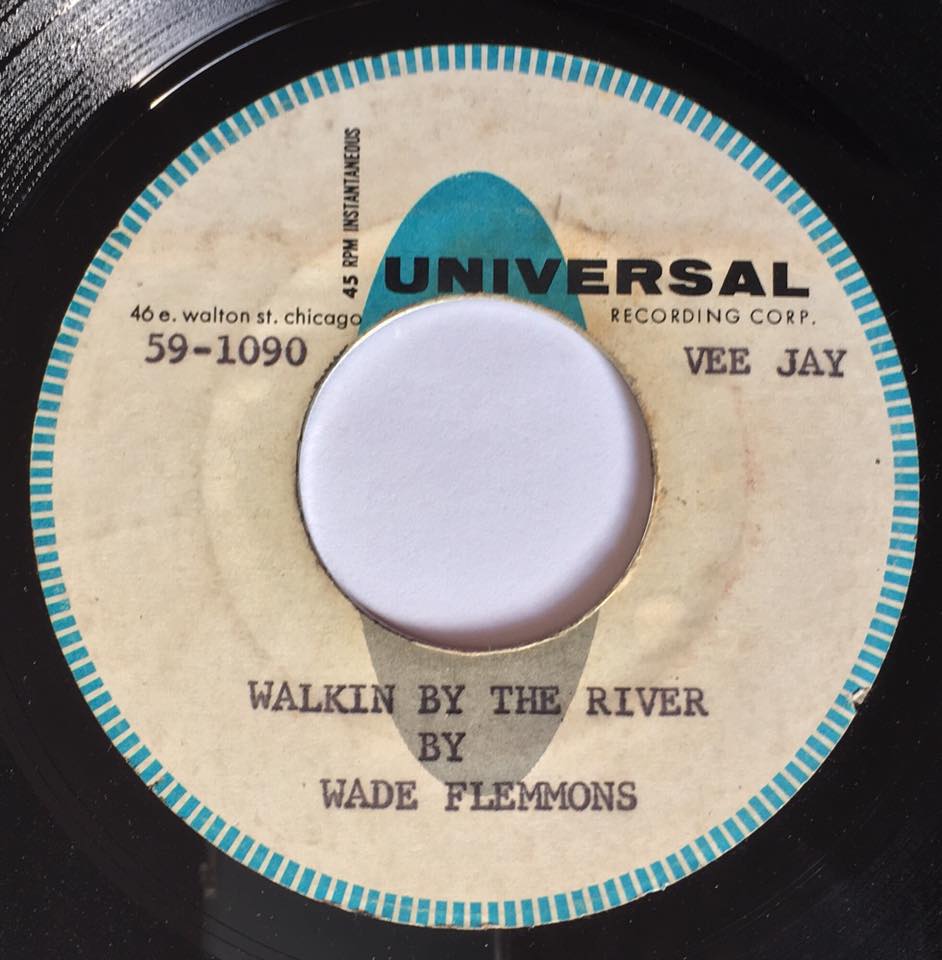 45 RPM INSTANTANEOUS
UNIVERSAL
46 e. walton st. chicago
RECORDING CORP.
59-1090
VEE JAY
WALKIN BY THE RIVER
BY
WADE FLEMMONS